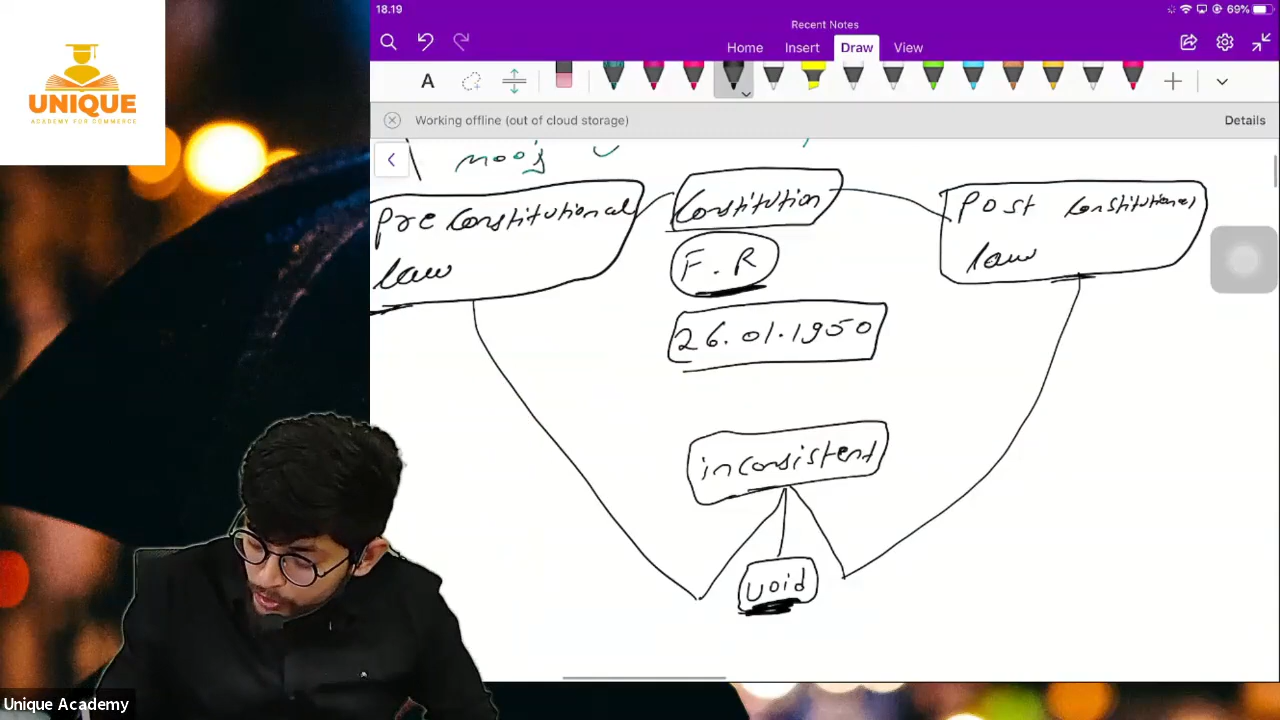 UNIQUE
ACADEMY FOR COMMERCE
18.19
69%
Recent Notes
Home Insert Draw View
A
Working offline (out of cloud storage)
Details
Pre Constitutional
law
Constitution
F.R
26.01.1950
Post Constitutional
law
inconsistent
void
Unique Academy